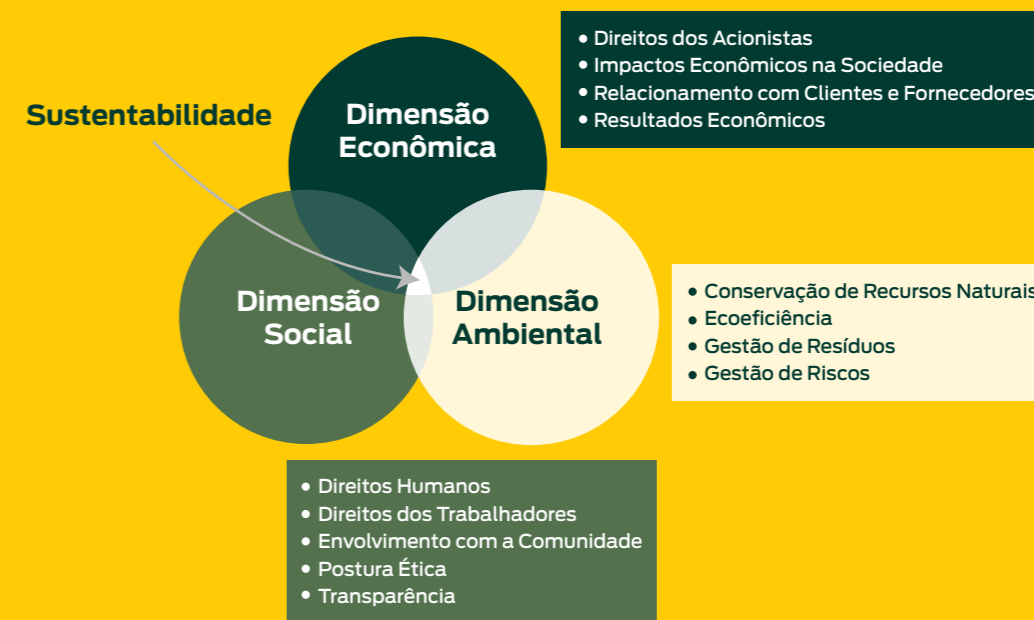 Sustentabilidade
Dimensão
Econômica
• Direitos dos Acionistas
• Impactos Econômicos na Sociedade
• Relacionamento com Clientes e Fornecedores
• Resultados Econômicos
Dimensão
Social
Dimensão
Ambiental
• Conservação de Recursos Naturais
• Ecoeficiência
• Gestão de Resíduos
• Gestão de Riscos
• Direitos Humanos
• Direitos dos Trabalhadores
• Envolvimento com a Comunidade
• Postura Ética
• Transparência